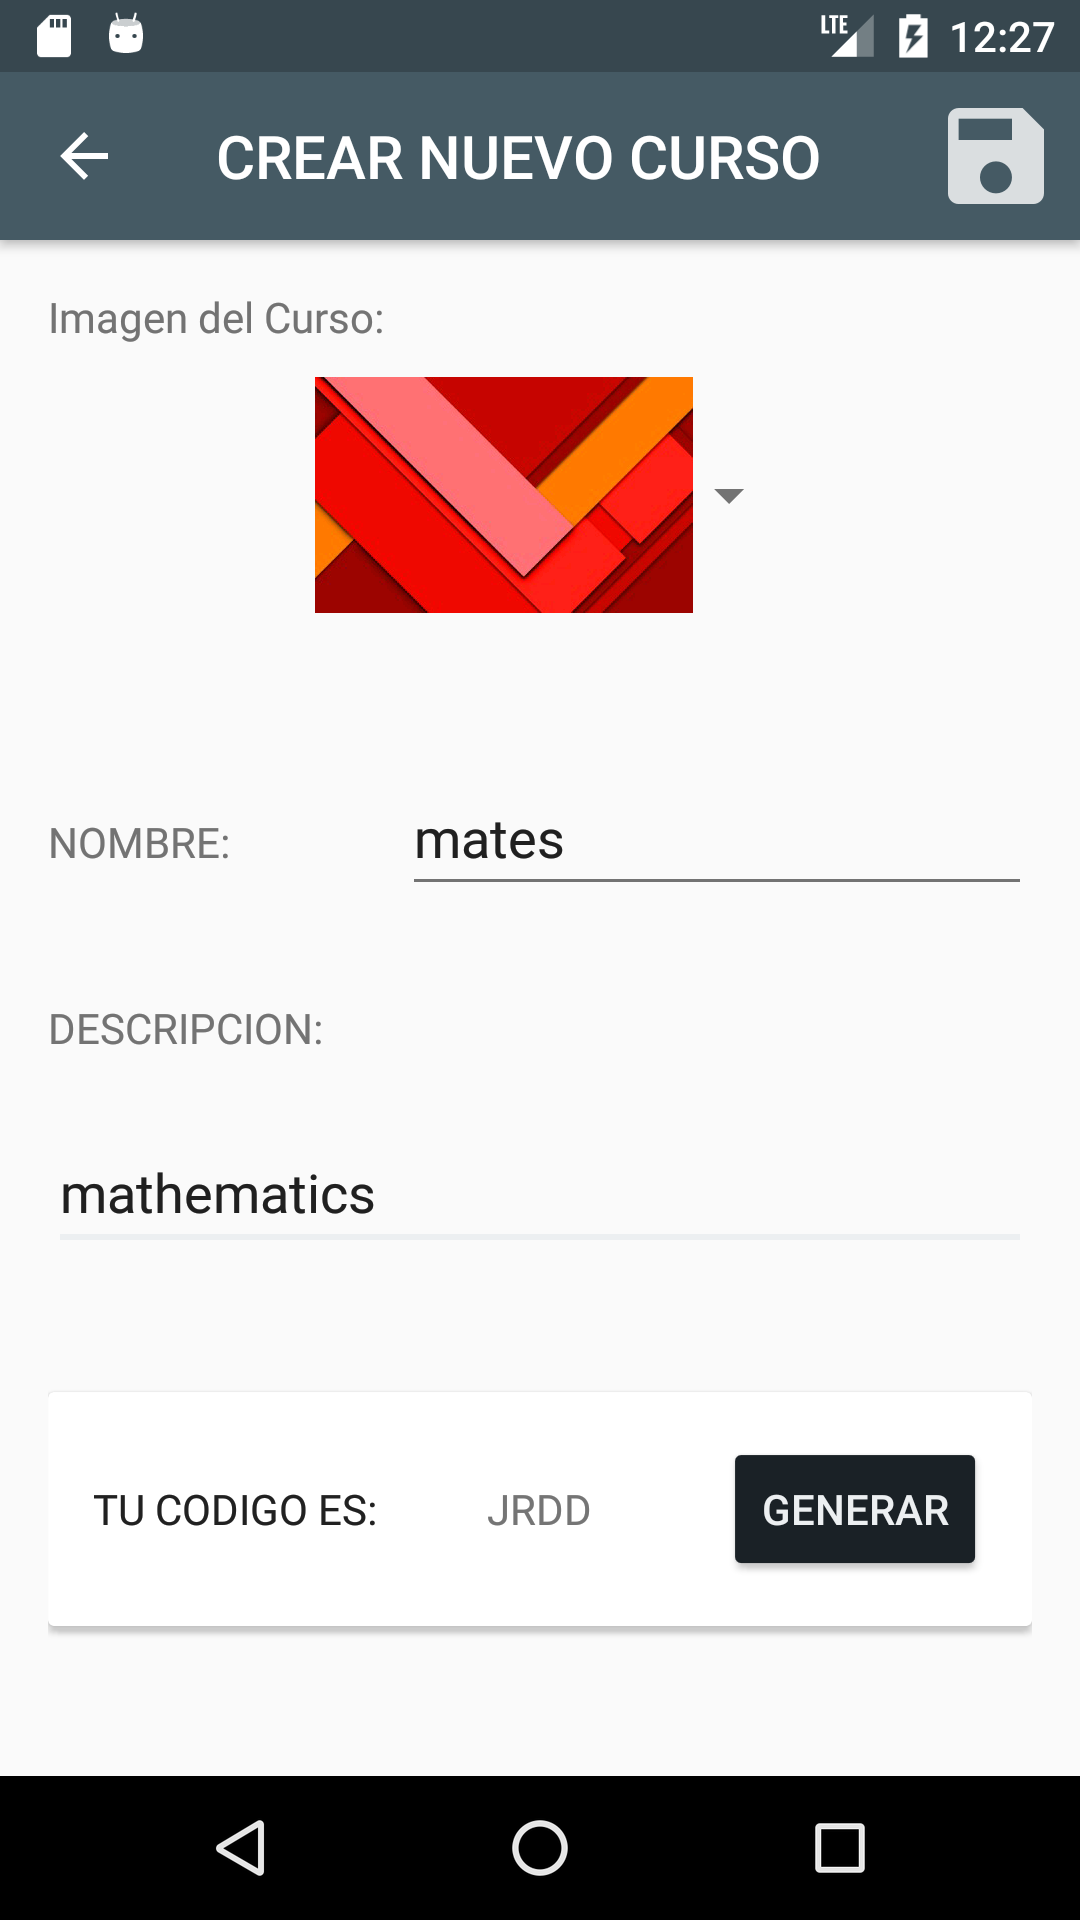 LTE 12:27
CREAR NUEVO CURSO
Imagen del Curso:
NOMBRE: mates
DESCRIPCION:
mathematics
TU CODIGO ES: JRDD GENERAR